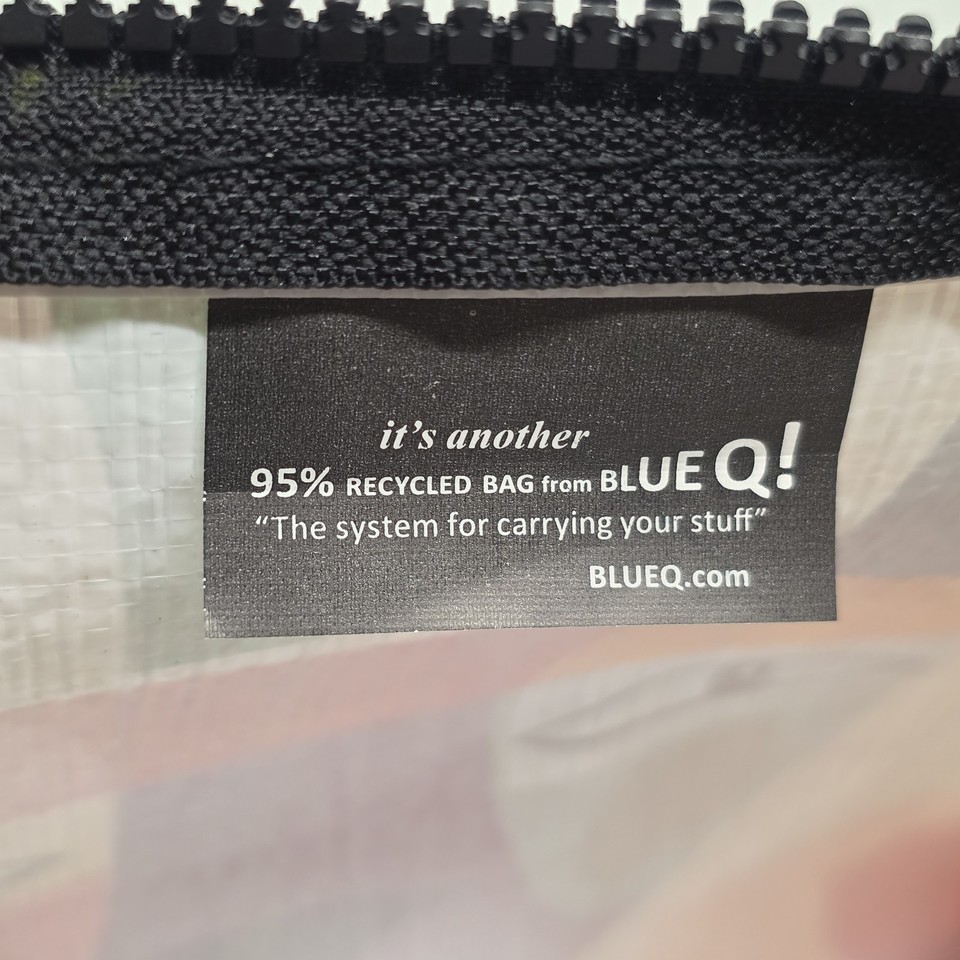 it's another
95% RECYCLED BAG from BLUE Q!
“The system for carrying your stuff”
BLUEQ.com